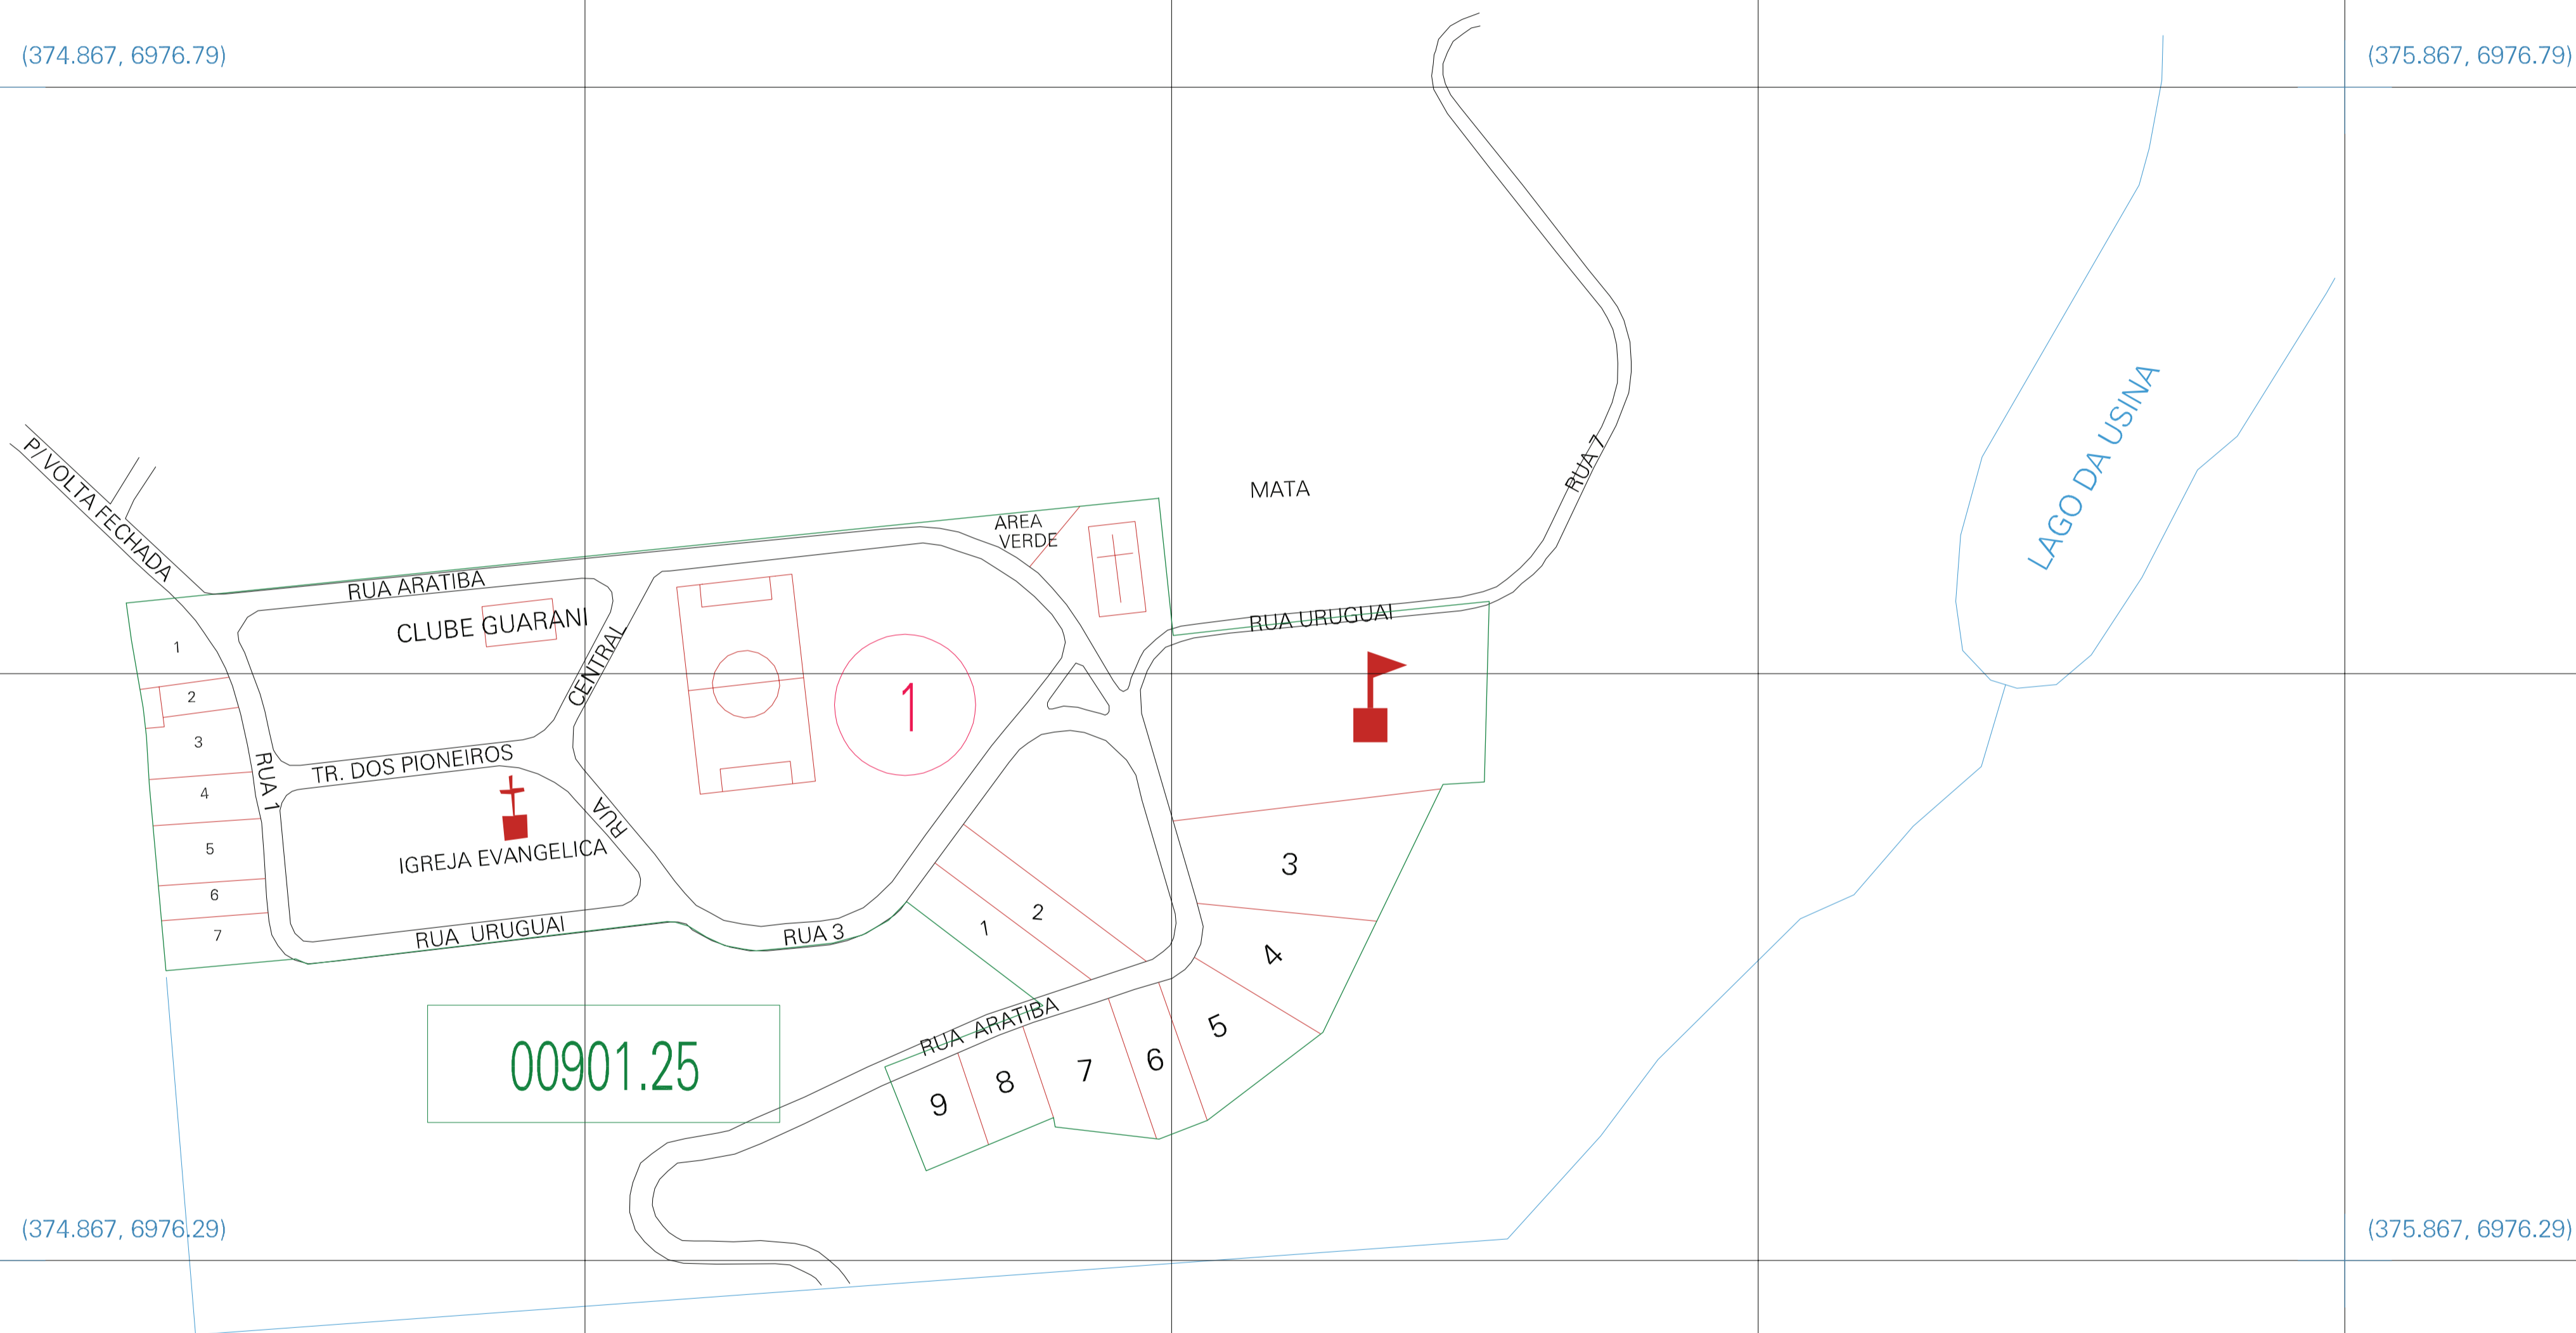 (374.867, 6976.79)
(375.867, 6976.79)
P/ VOLTA FECHADA
RUA 7
MATA
LAGO DA USINA
AREA
VERDE
RUA ARATIBA
CLUBE GUARANI
RUA URUGUAI
1
2
3
4
5
6
7
RUA 1
CENTRAL
RUA
1
TR. DOS PIONEIROS
IGREJA EVANGELICA
RUA URUGUAI
RUA 3
1
2
3
4
5
6
7
8
9
RUA ARATIBA
00901.25
(374.867, 6976.29)
(375.867, 6976.29)